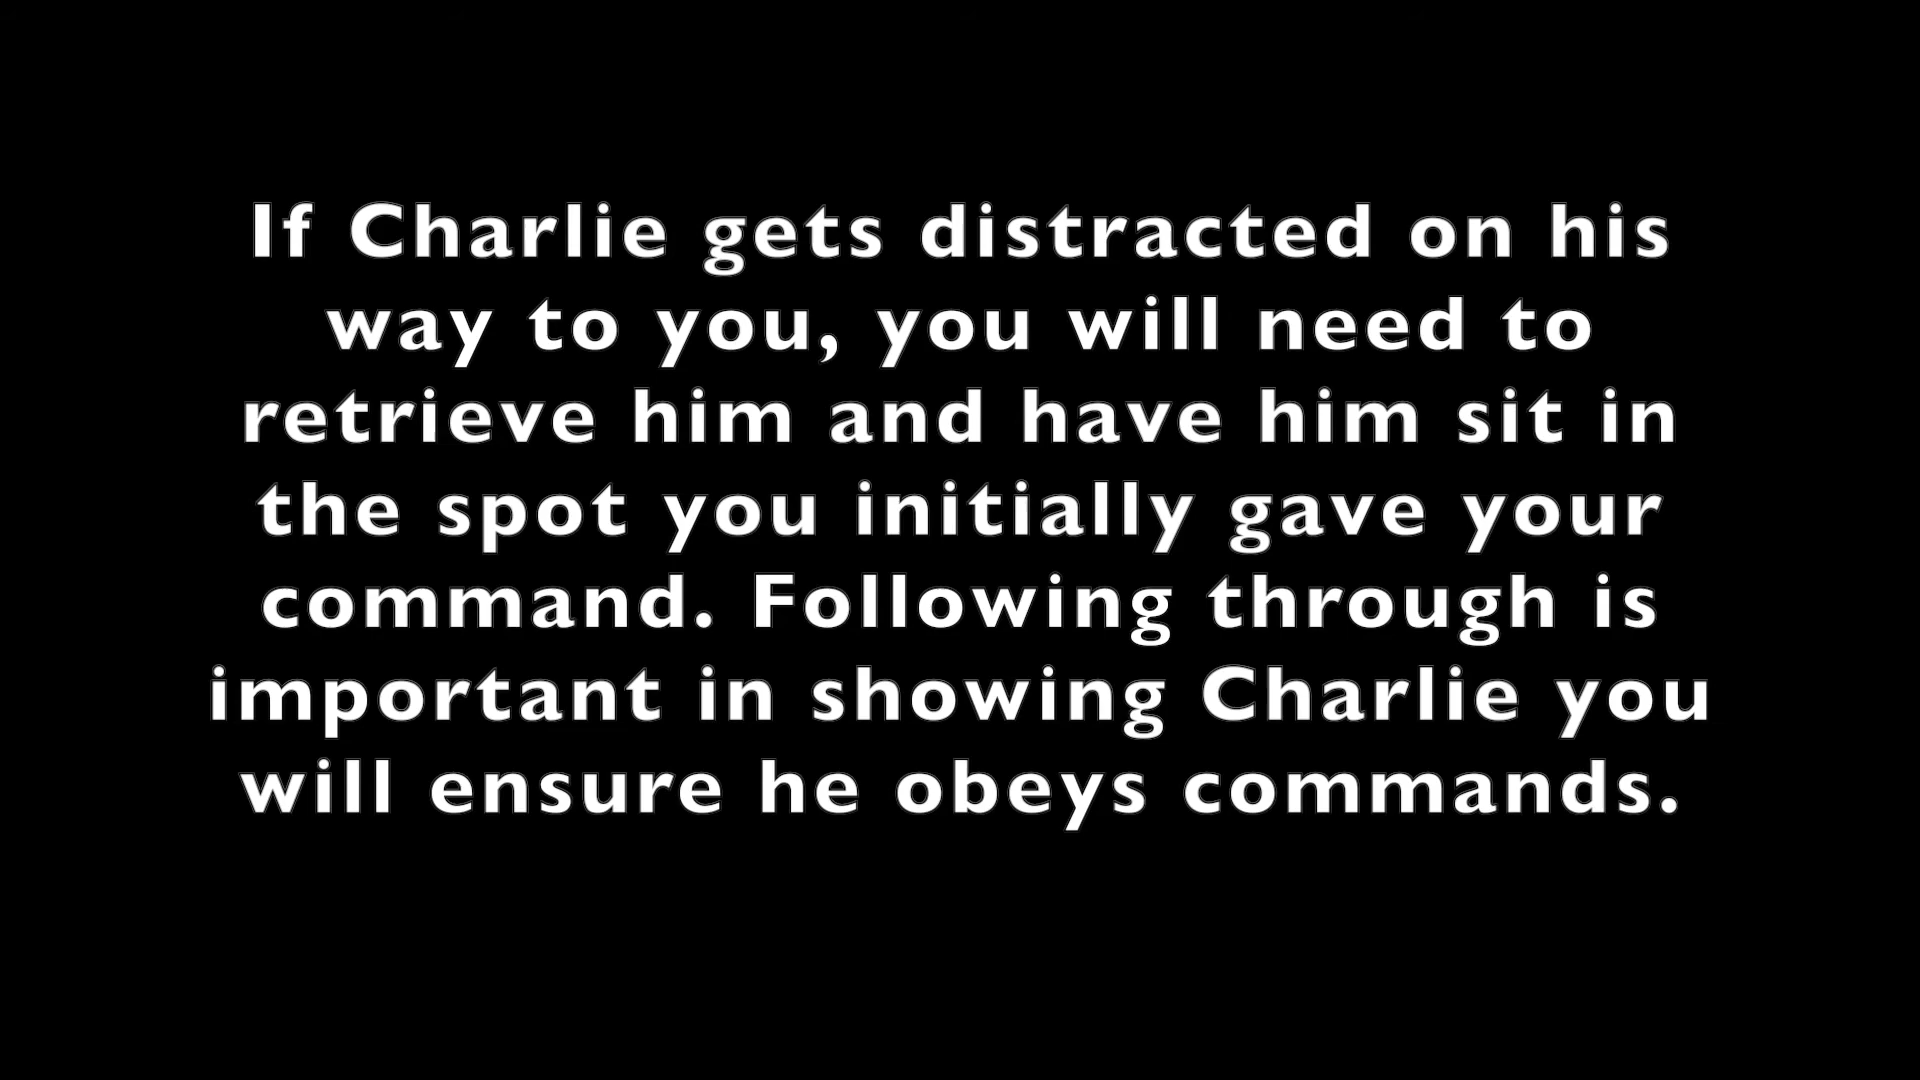 If Charlie gets distracted on his
way to you, you will need to
retrieve him and have him sit in
the spot you initially gave your
command. Following through is
important in showing Charlie you
will ensure he obeys commands.